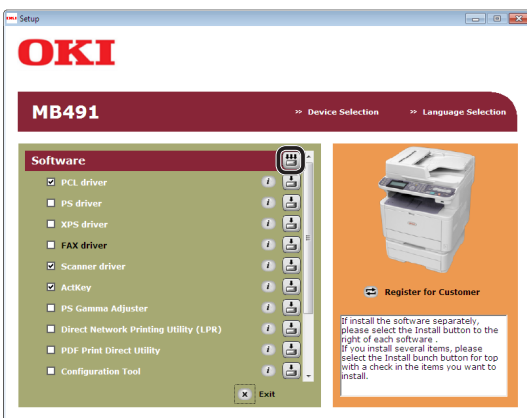 OKI Setup
OKI
MB491
» Device Selection » Language Selection
Software
PCL driver i
PS driver i
XPS driver i
FAX driver i
Scanner driver i
ActKey i
PS Gamma Adjuster i
Direct Network Printing Utility (LPR) i
PDF Print Direct Utility i
Configuration Tool i
x Exit
Register for Customer
If install the software separately,
please select the Install button to the
right of each software .
If you install several items, please
select the Install bunch button for top
with a check in the items you want to
install.